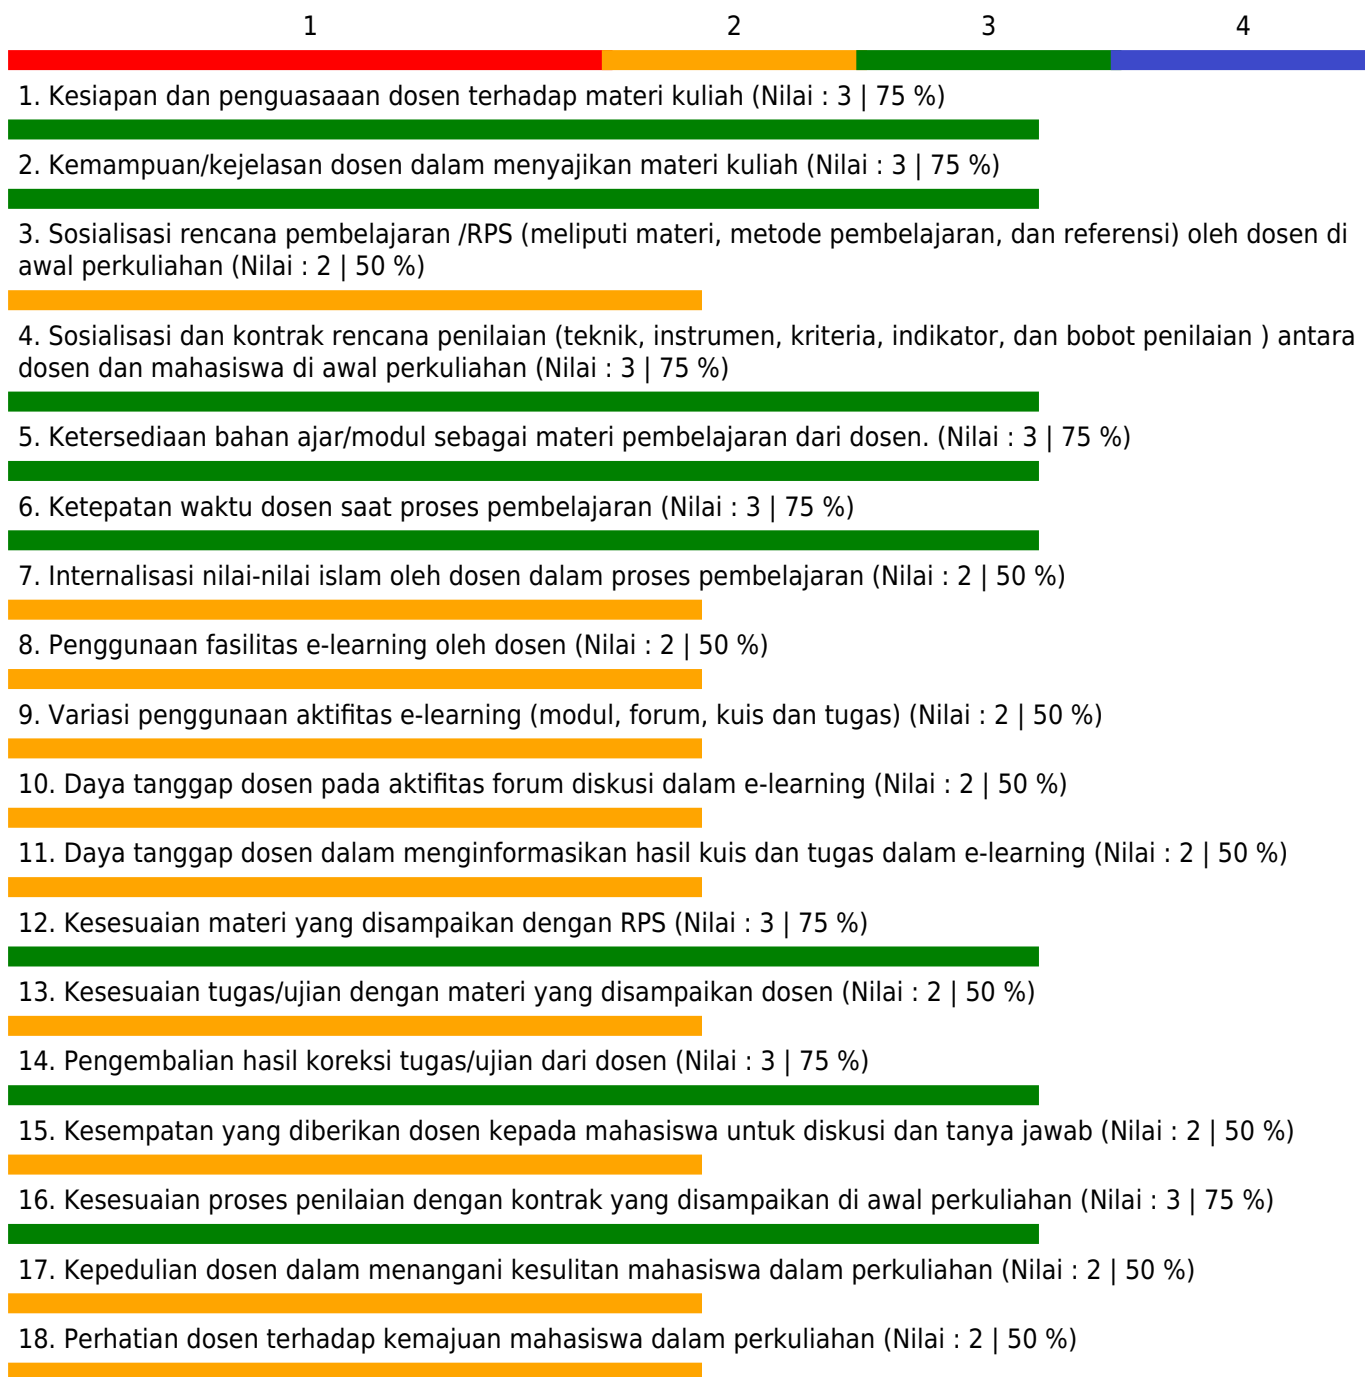 1 2 3 4
1. Kesiapan dan penguasaaan dosen terhadap materi kuliah (Nilai : 3 | 75 %)
2. Kemampuan/kejelasan dosen dalam menyajikan materi kuliah (Nilai : 3 | 75 %)
3. Sosialisasi rencana pembelajaran /RPS (meliputi materi, metode pembelajaran, dan referensi) oleh dosen di
awal perkuliahan (Nilai : 2 | 50 %)
4. Sosialisasi dan kontrak rencana penilaian (teknik, instrumen, kriteria, indikator, dan bobot penilaian ) antara
dosen dan mahasiswa di awal perkuliahan (Nilai : 3 | 75 %)
5. Ketersediaan bahan ajar/modul sebagai materi pembelajaran dari dosen. (Nilai : 3 | 75 %)
6. Ketepatan waktu dosen saat proses pembelajaran (Nilai : 3 | 75 %)
7. Internalisasi nilai-nilai islam oleh dosen dalam proses pembelajaran (Nilai : 2 | 50 %)
8. Penggunaan fasilitas e-learning oleh dosen (Nilai : 2 | 50 %)
9. Variasi penggunaan aktifitas e-learning (modul, forum, kuis dan tugas) (Nilai : 2 | 50 %)
10. Daya tanggap dosen pada aktifitas forum diskusi dalam e-learning (Nilai : 2 | 50 %)
11. Daya tanggap dosen dalam menginformasikan hasil kuis dan tugas dalam e-learning (Nilai : 2 | 50 %)
12. Kesesuaian materi yang disampaikan dengan RPS (Nilai : 3 | 75 %)
13. Kesesuaian tugas/ujian dengan materi yang disampaikan dosen (Nilai : 2 | 50 %)
14. Pengembalian hasil koreksi tugas/ujian dari dosen (Nilai : 3 | 75 %)
15. Kesempatan yang diberikan dosen kepada mahasiswa untuk diskusi dan tanya jawab (Nilai : 2 | 50 %)
16. Kesesuaian proses penilaian dengan kontrak yang disampaikan di awal perkuliahan (Nilai : 3 | 75 %)
17. Kepedulian dosen dalam menangani kesulitan mahasiswa dalam perkuliahan (Nilai : 2 | 50 %)
18. Perhatian dosen terhadap kemajuan mahasiswa dalam perkuliahan (Nilai : 2 | 50 %)